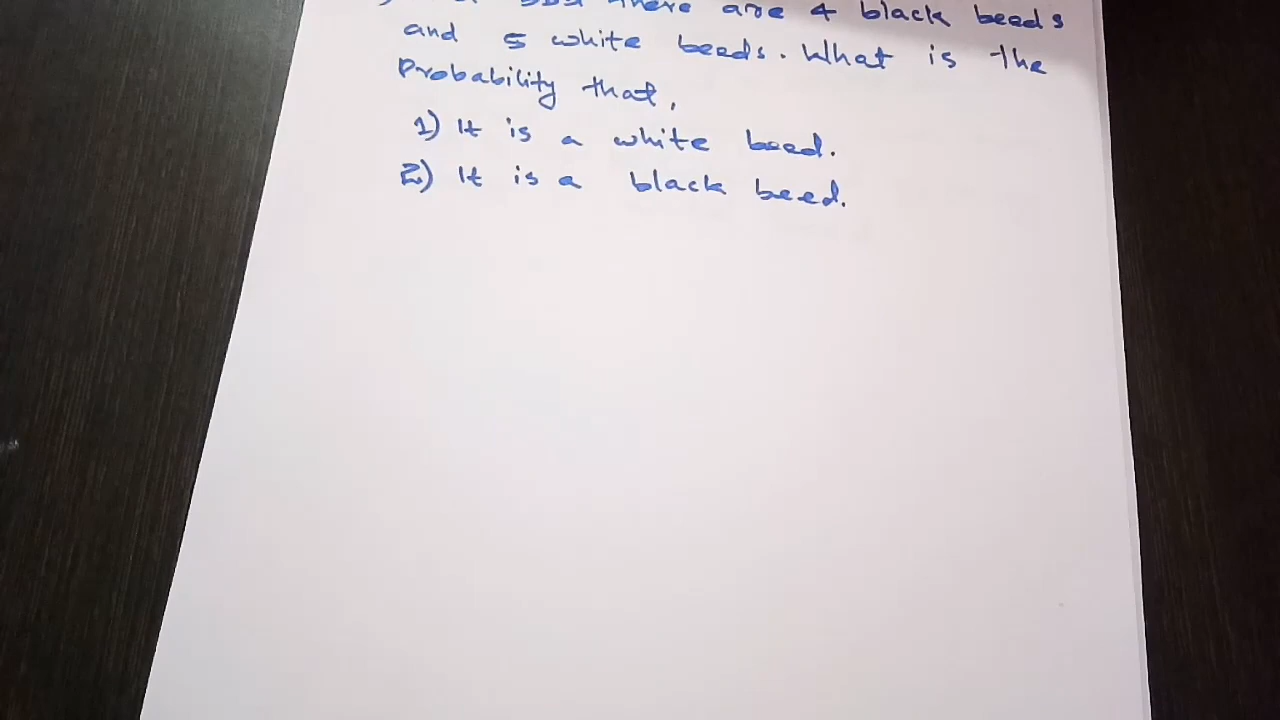 there are 4 black beeds
and 5 white beeds. What is the
Probability that,
1) It is a white beed.
2) It is a black beed.